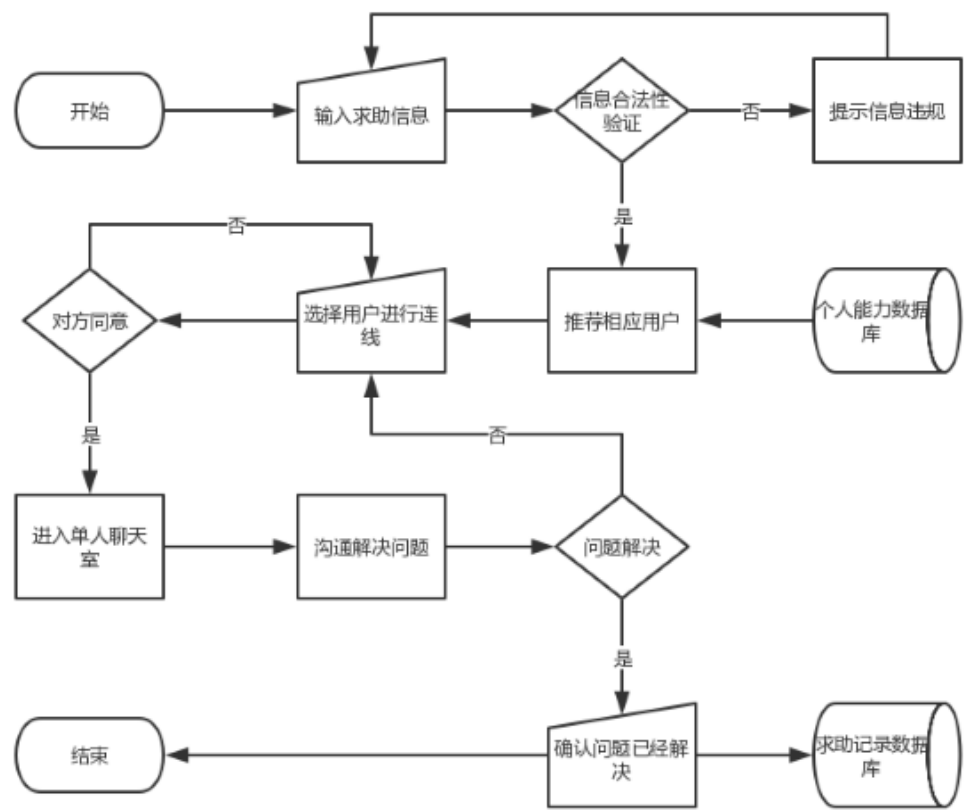 开始
输入求助信息
信息合法性
验证
否
提示信息违规
是
否
对方同意
选择用户进行连
线
推荐相应用户
个人能力数据
库
是
否
进入单人聊天
室
沟通解决问题
问题解决
是
结束
确认问题已经解
决
求助记录数据
库